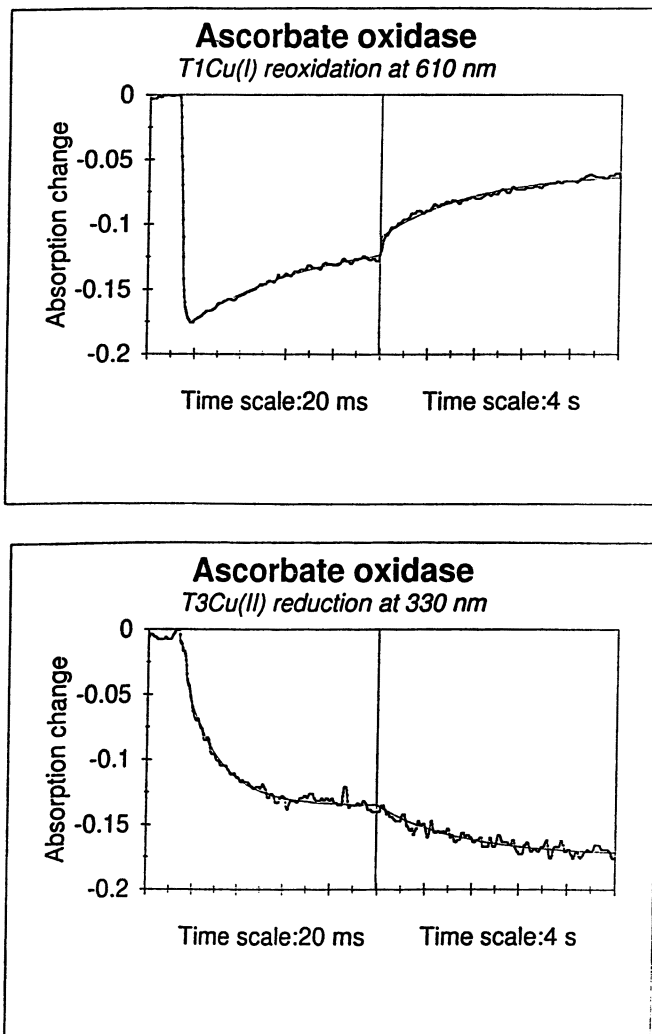 Ascorbate oxidase
T1Cu(I) reoxidation at 610 nm
0
-0.05
-0.1
-0.15
-0.2
Absorption change
Time scale:20 ms Time scale:4 s
Ascorbate oxidase
T3Cu(II) reduction at 330 nm
0
-0.05
-0.1
-0.15
-0.2
Absorption change
Time scale:20 ms Time scale:4 s